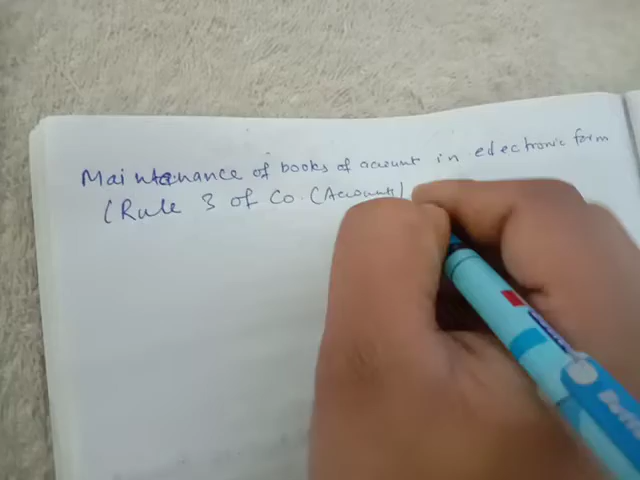 Maintenance of books of account in electronic form
(Rule 3 of Co. (Accounts)